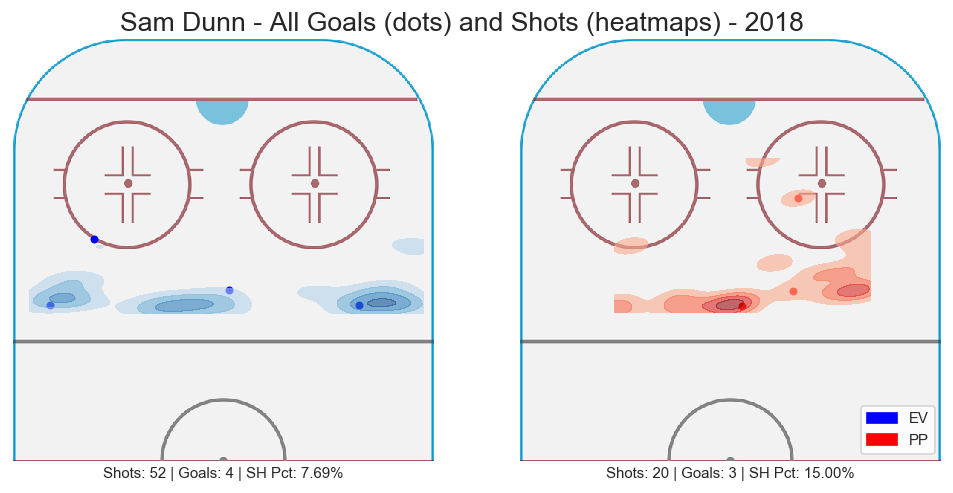 Sam Dunn - All Goals (dots) and Shots (heatmaps) - 2018
EV
PP
Shots: 52 | Goals: 4 | SH Pct: 7.69%
Shots: 20 | Goals: 3 | SH Pct: 15.00%